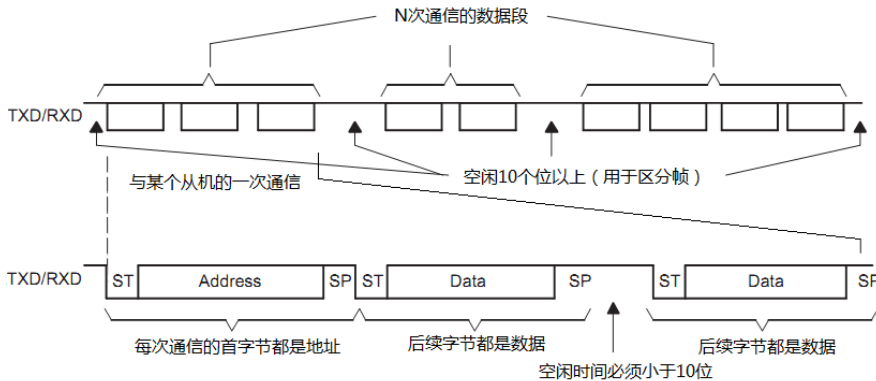 N次通信的数据段
TXD/RXD
与某个从机的一次通信
空闲10个位以上（用于区分帧）
TXD/RXD
ST
Address
SP
ST
Data
SP
ST
Data
SP
每次通信的首字节都是地址
后续字节都是数据
后续字节都是数据
空闲时间必须小于10位